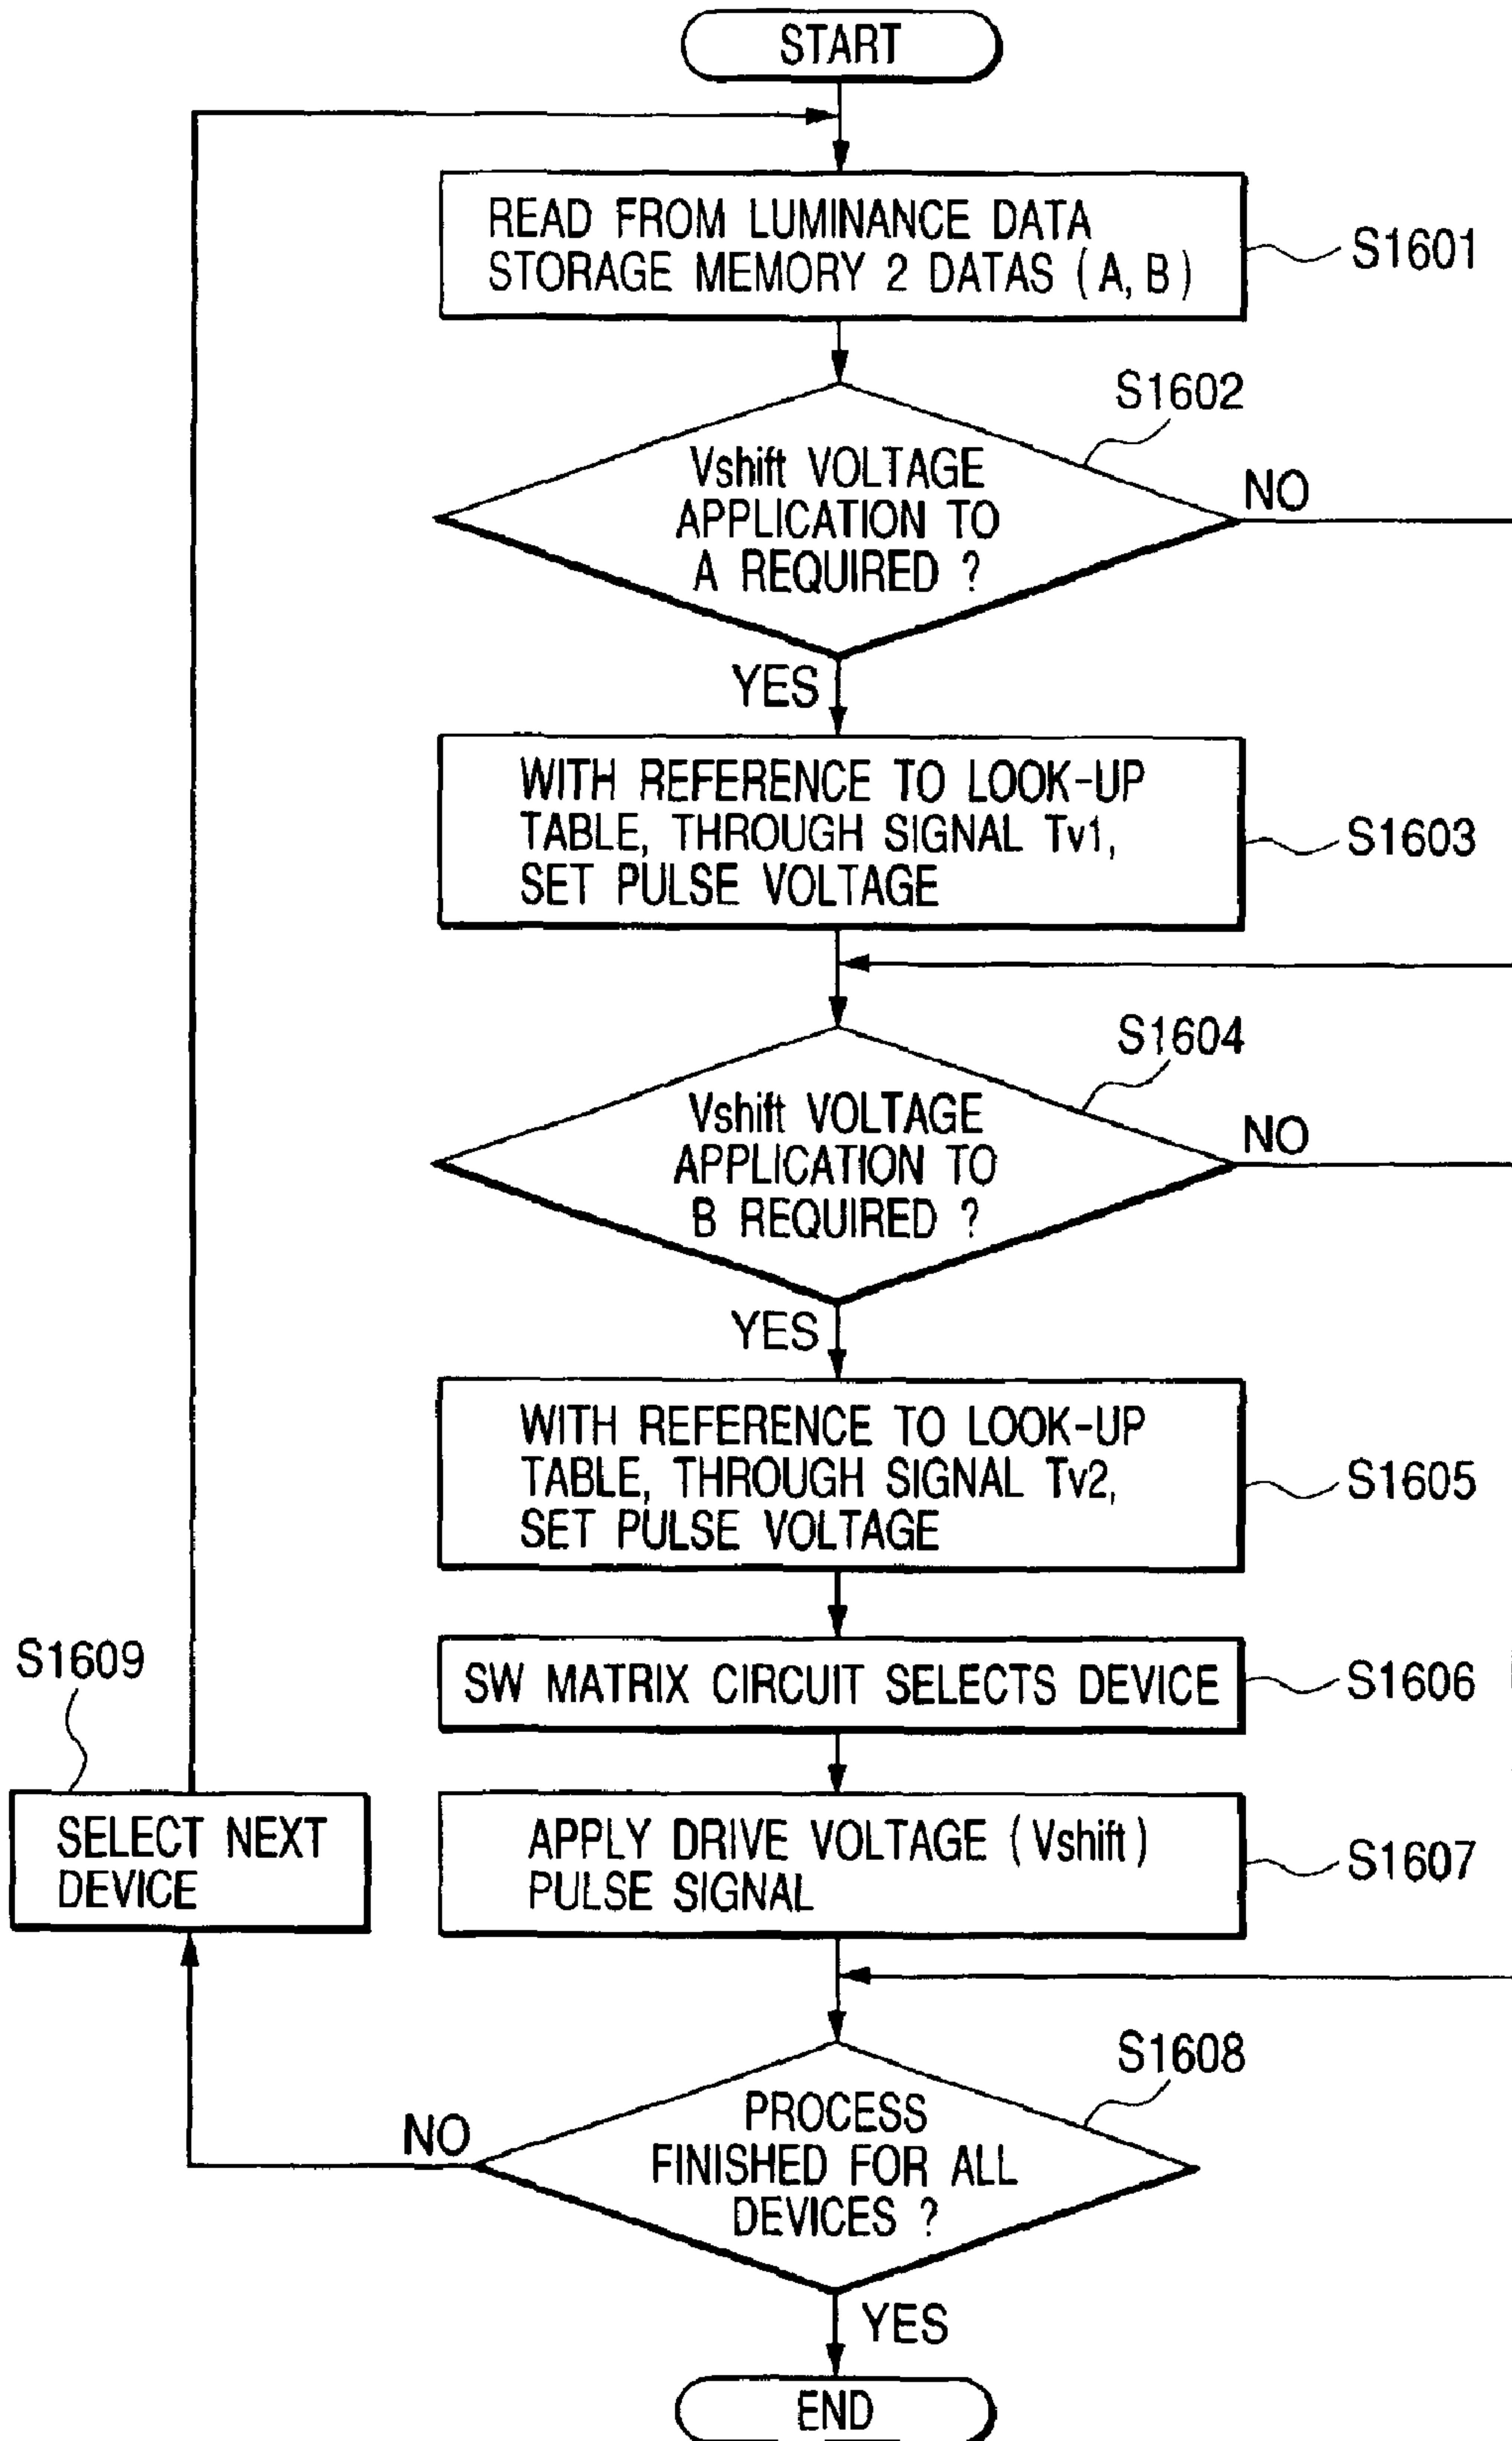 START
READ FROM LUMINANCE DATA
STORAGE MEMORY 2 DATAS (A, B)
S1601
S1602
Vshift VOLTAGE
APPLICATION TO
A REQUIRED ?
NO
YES
WITH REFERENCE TO LOOK-UP
TABLE, THROUGH SIGNAL Tv1,
SET PULSE VOLTAGE
S1603
S1604
Vshift VOLTAGE
APPLICATION TO
B REQUIRED ?
NO
YES
WITH REFERENCE TO LOOK-UP
TABLE, THROUGH SIGNAL Tv2,
SET PULSE VOLTAGE
S1605
SW MATRIX CIRCUIT SELECTS DEVICE
S1606
S1609
SELECT NEXT
DEVICE
APPLY DRIVE VOLTAGE (Vshift)
PULSE SIGNAL
S1607
S1608
PROCESS
FINISHED FOR ALL
DEVICES ?
NO
YES
END